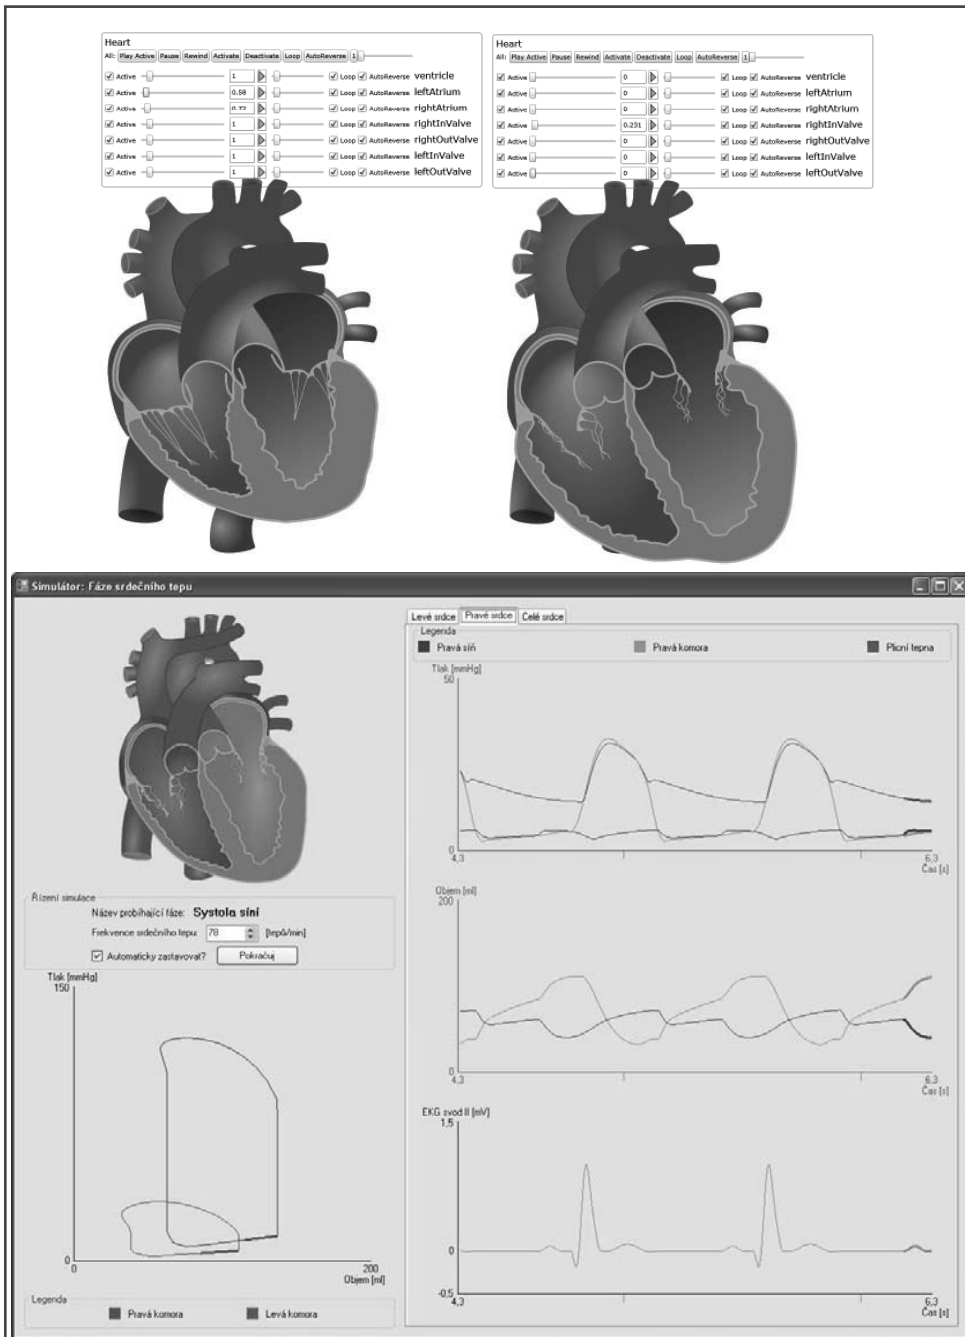 Heart
All: Play Active Pause Rewind Activate Deactivate Loop AutoReverse 1
Active 1 Loop AutoReverse ventricle
Active 0.58 Loop AutoReverse leftAtrium
Active 0.72 Loop AutoReverse rightAtrium
Active 1 Loop AutoReverse rightInValve
Active 1 Loop AutoReverse rightOutValve
Active 1 Loop AutoReverse leftInValve
Active 1 Loop AutoReverse leftOutValve
Heart
All: Play Active Pause Rewind Activate Deactivate Loop AutoReverse 1
Active 0 Loop AutoReverse ventricle
Active 0 Loop AutoReverse leftAtrium
Active 0 Loop AutoReverse rightAtrium
Active 0.231 Loop AutoReverse rightInValve
Active 0 Loop AutoReverse rightOutValve
Active 0 Loop AutoReverse leftInValve
Active 0 Loop AutoReverse leftOutValve
Simulátor: Fáze srdečního tepu
Řízení simulace
Název probíhající fáze: Systola síní
Frekvence srdečního tepu: 78 [tepů/min]
Automaticky zastavovat? Pokračuj
Tlak [mmHg]
150
0
0 200
Objem [ml]
Legenda
Pravá komora Levá komora
Levé srdce Pravé srdce Celé srdce
Legenda
Pravá síň Pravá komora Plicní tepna
Tlak [mmHg]
50
0
4,3 6,3
Čas [s]
Objem [ml]
200
0
4,3 6,3
Čas [s]
EKG svod II [mV]
1,5
0
-0.5
4,3 6,3
Čas [s]